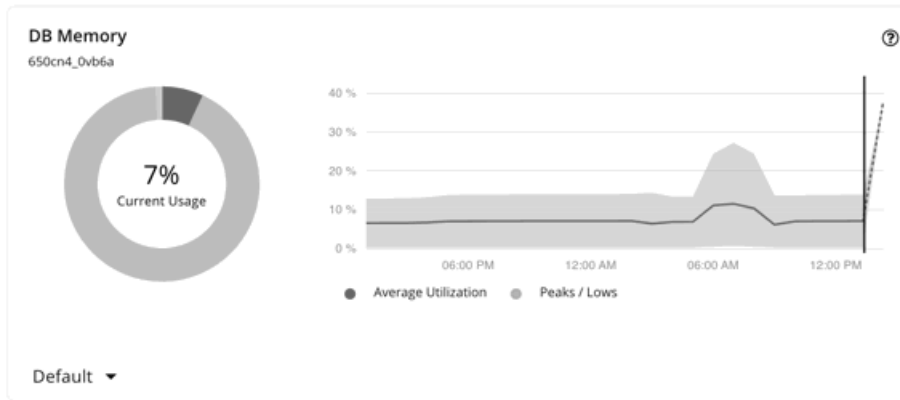 DB Memory
650cn4_0vb6a
7%
Current Usage
40 %
30 %
20 %
10 %
0 %
06:00 PM 12:00 AM 06:00 AM 12:00 PM
Average Utilization Peaks / Lows
Default